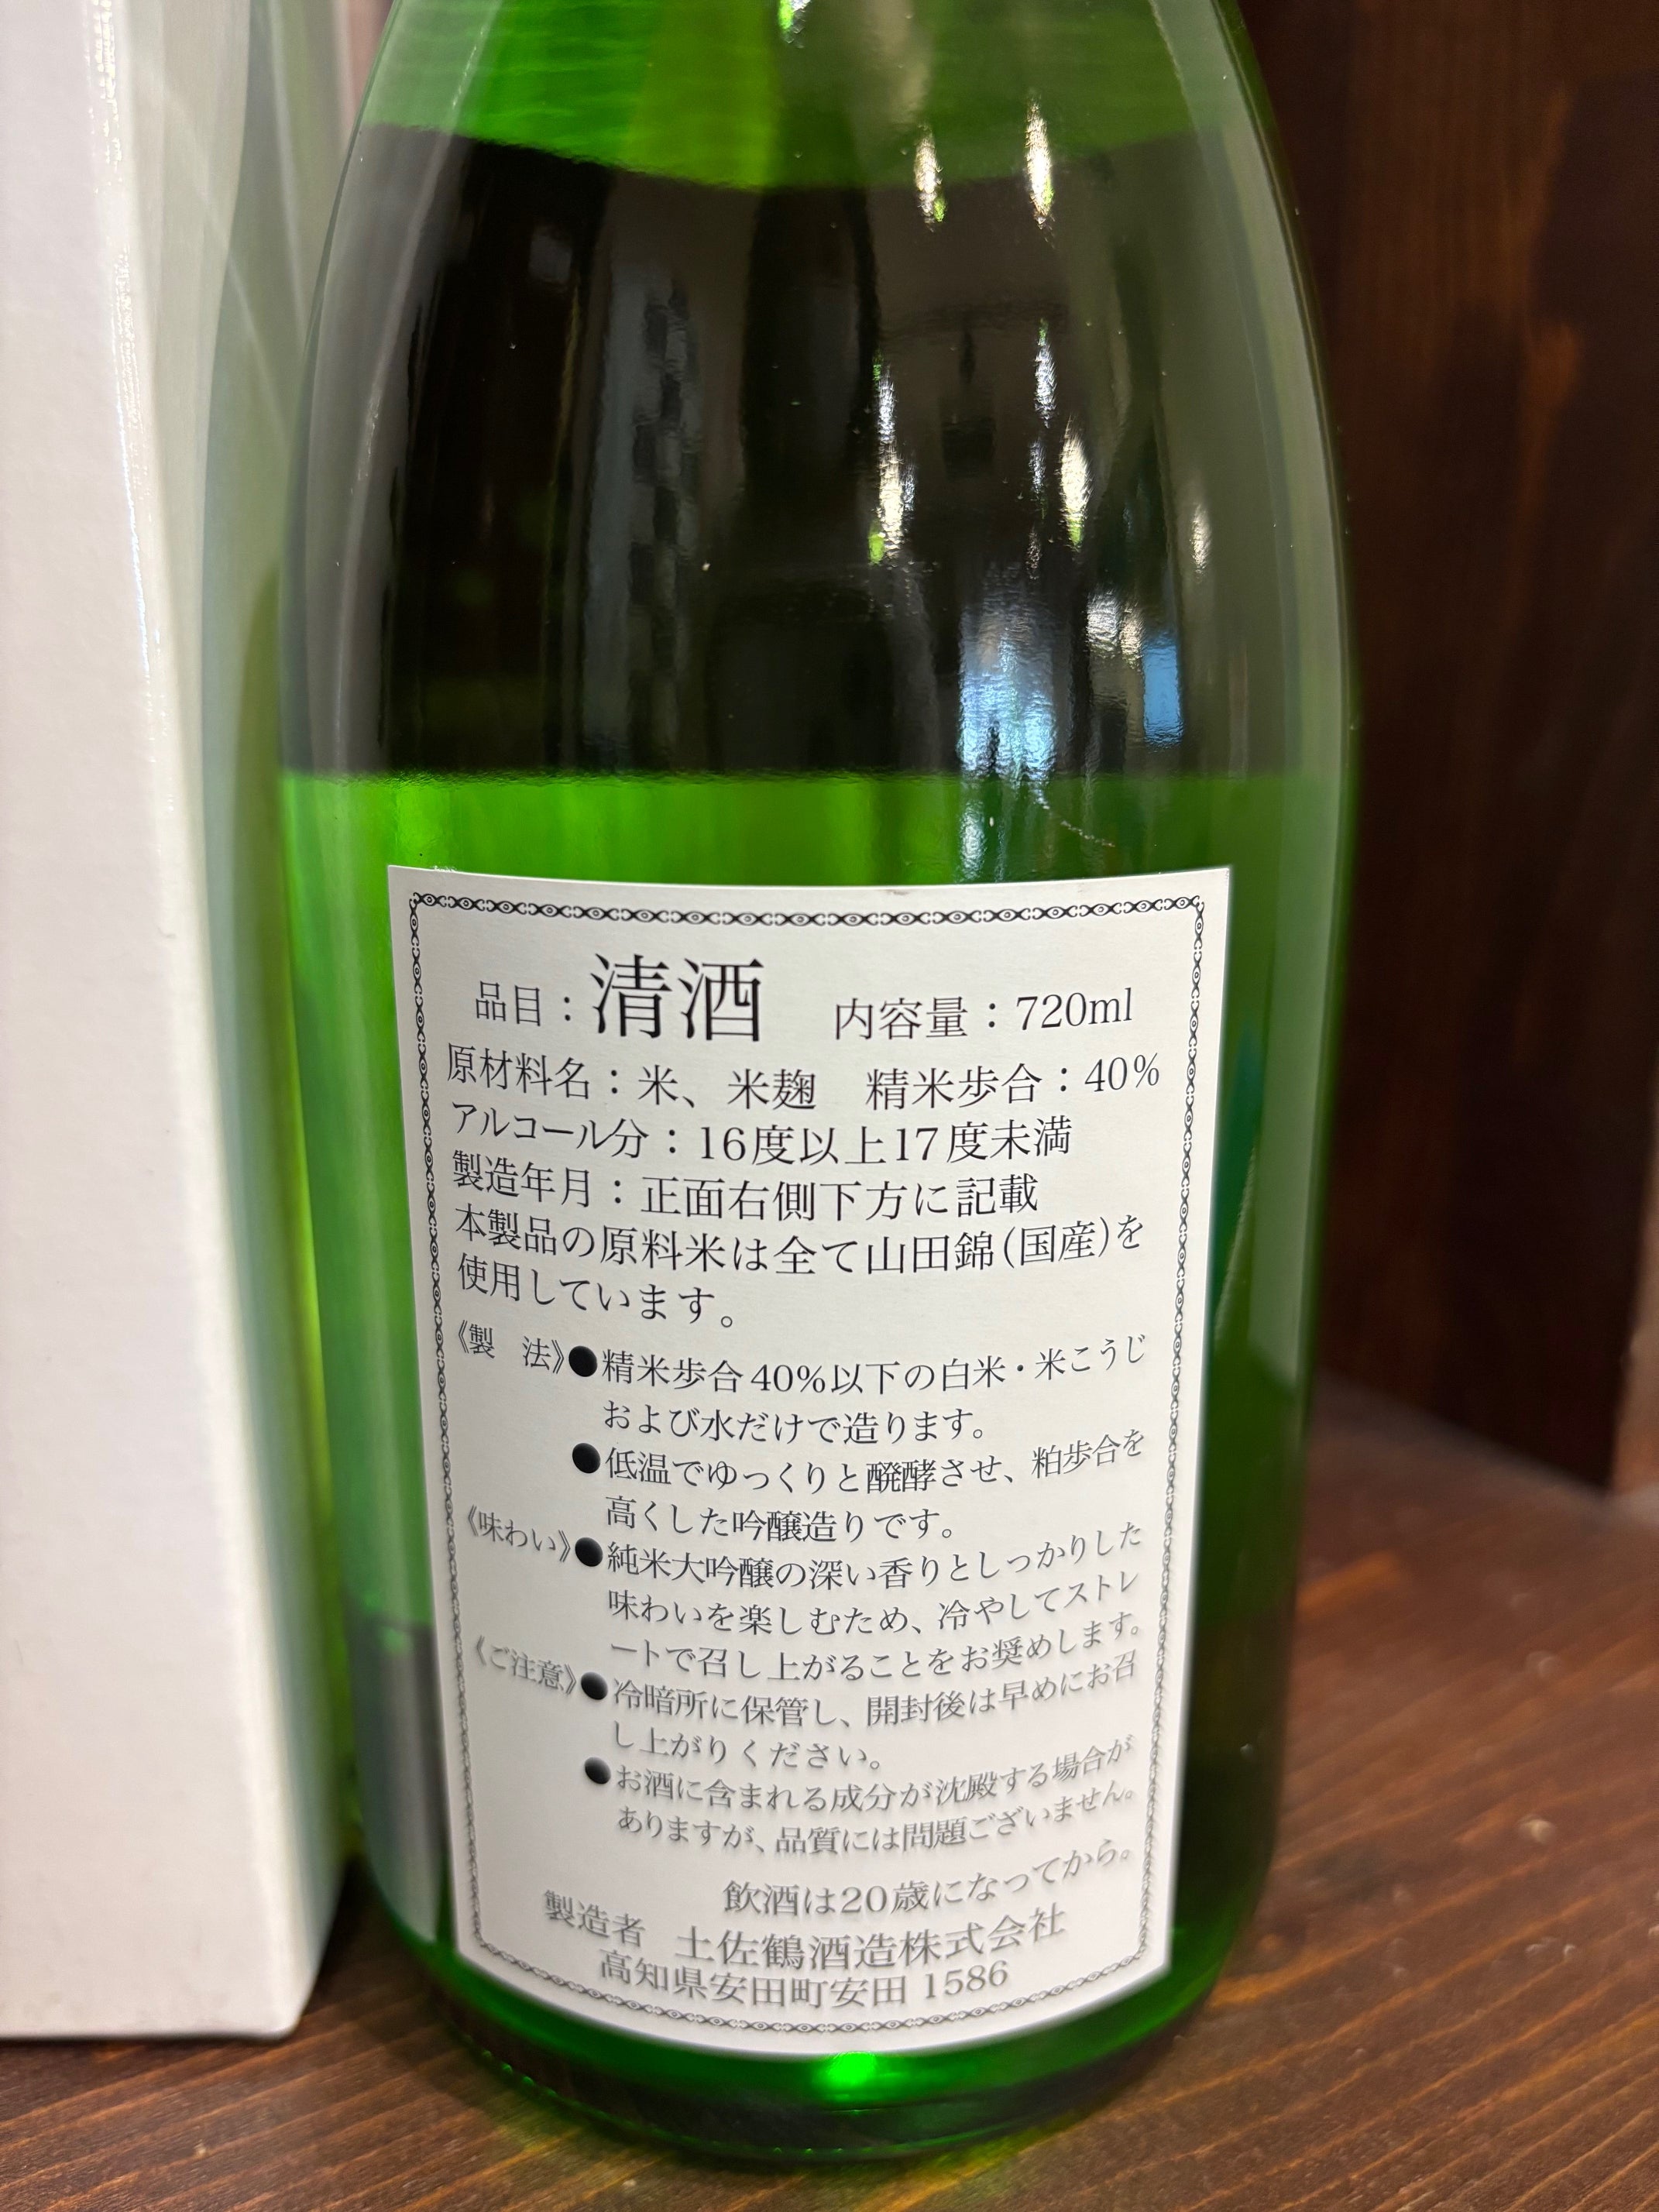 品目：清酒　内容量：720ml
原材料名：米、米麹　精米歩合：40%
アルコール分：16度以上17度未満
製造年月：正面右側下方に記載
本製品の原料米は全て山田錦(国産)を
使用しています。
《製　法》●精米歩合40%以下の白米・米こうじ
および水だけで造ります。
●低温でゆっくりと醗酵させ、粕歩合を
高くした吟醸造りです。
《味わい》●純米大吟醸の深い香りとしっかりした
味わいを楽しむため、冷やしてストレ
ートで召し上がることをお奨めします。
《ご注意》●冷暗所に保管し、開封後は早めにお召
し上がりください。
●お酒に含まれる成分が沈殿する場合が
ありますが、品質には問題ございません。
飲酒は20歳になってから。
製造者　土佐鶴酒造株式会社
高知県安田町安田1586